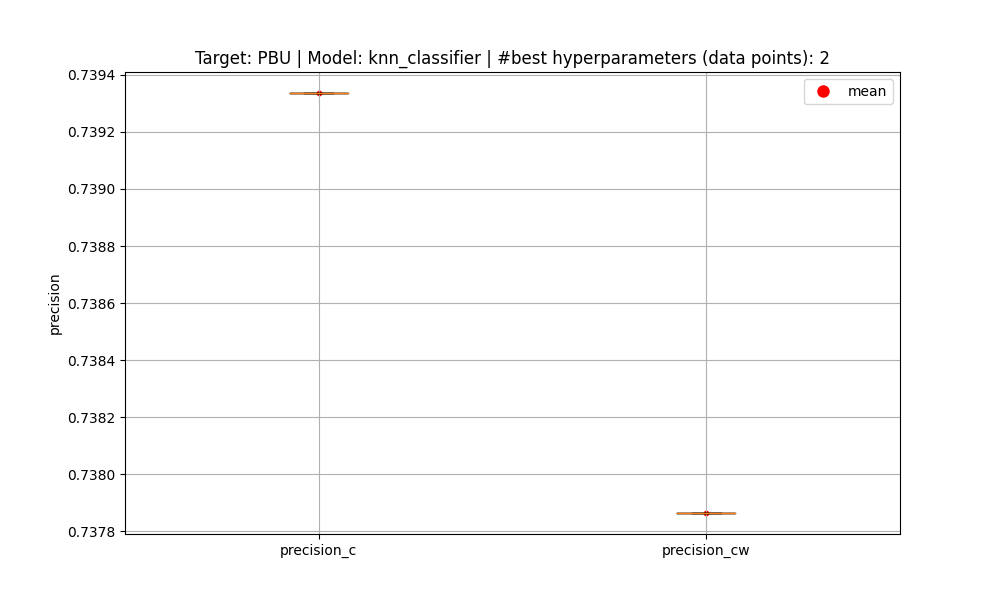 Target: PBU | Model: knn_classifier | #best hyperparameters (data points): 2
mean
precision
0.7394
0.7392
0.7390
0.7388
0.7386
0.7384
0.7382
0.7380
0.7378
precision_c
precision_cw